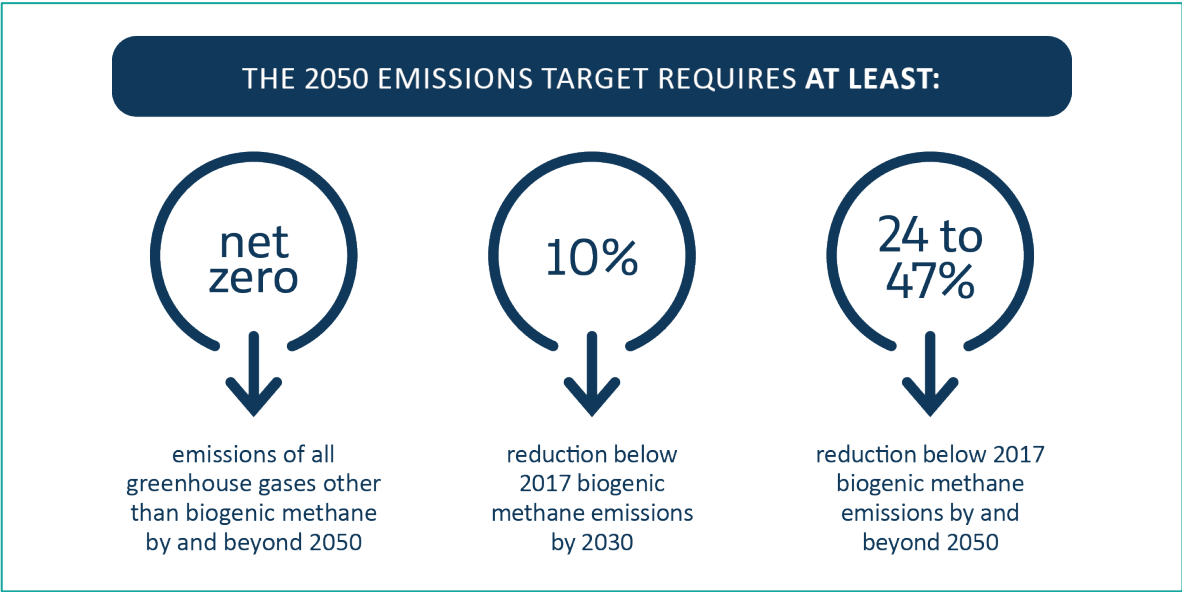 THE 2050 EMISSIONS TARGET REQUIRES AT LEAST:
net
zero
emissions of all
greenhouse gases other
than biogenic methane
by and beyond 2050
10%
reduction below
2017 biogenic
methane emissions
by 2030
24 to
47%
reduction below 2017
biogenic methane
emissions by and
beyond 2050